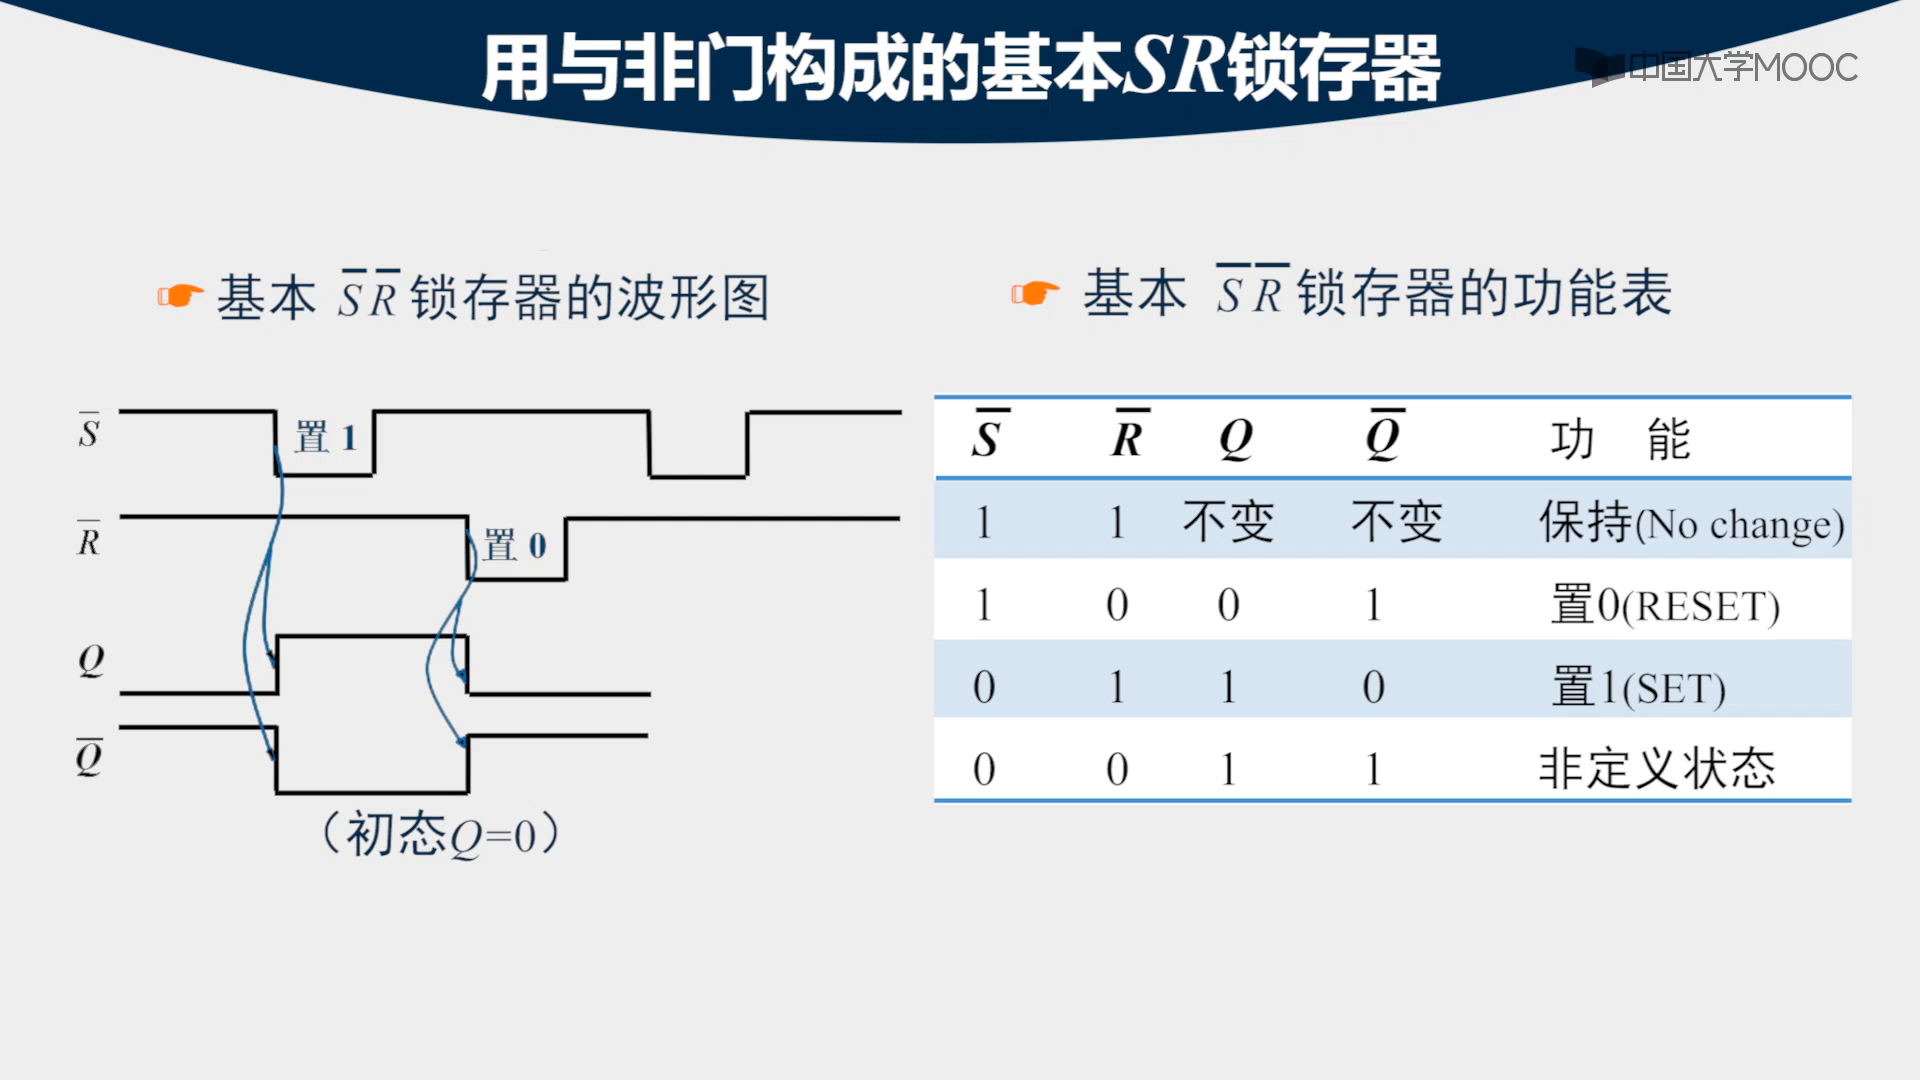 用与非门构成的基本SR锁存器
中国大学MOOC
基本 S̅ R̅ 锁存器的波形图
基本 S̅ R̅ 锁存器的功能表
S̅
置 1
R̅
置 0
Q
Q̅
(初态Q=0)
S̅ R̅ Q Q̅ 功 能
1 1 不变 不变 保持(No change)
1 0 0 1 置0(RESET)
0 1 1 0 置1(SET)
0 0 1 1 非定义状态